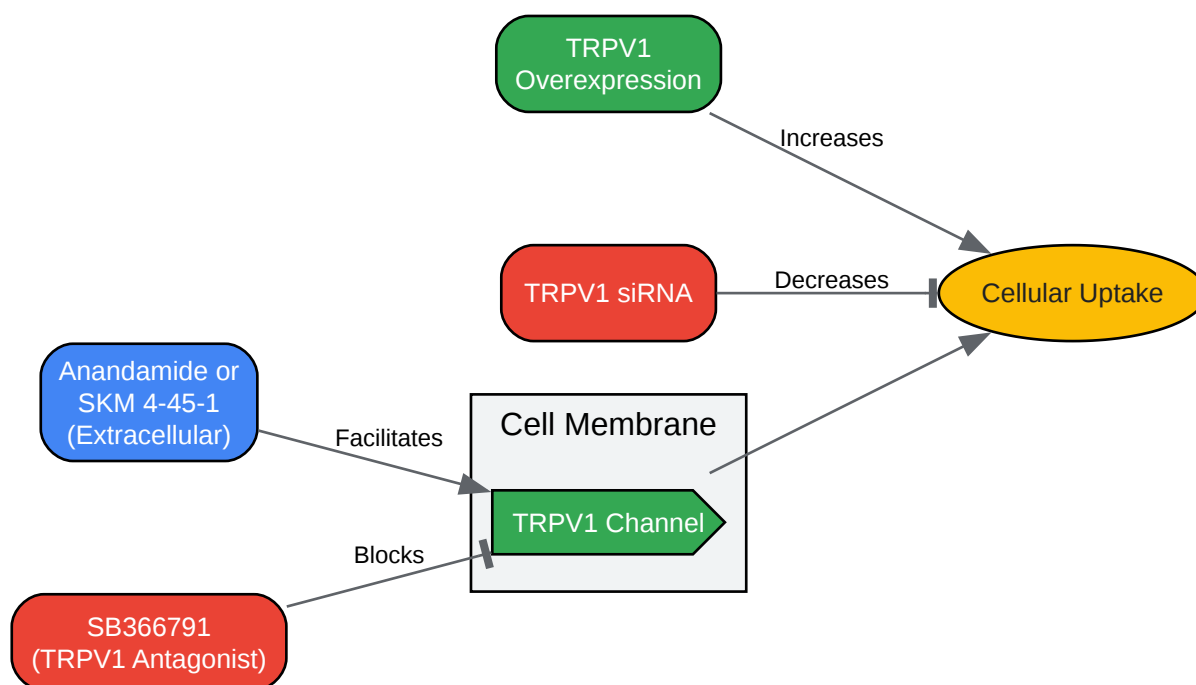 TRPV1
Overexpression
Increases
TRPV1 siRNA
Decreases
Cellular Uptake
Anandamide or
SKM 4-45-1
(Extracellular)
Facilitates
Cell Membrane
TRPV1 Channel
Blocks
SB366791
(TRPV1 Antagonist)